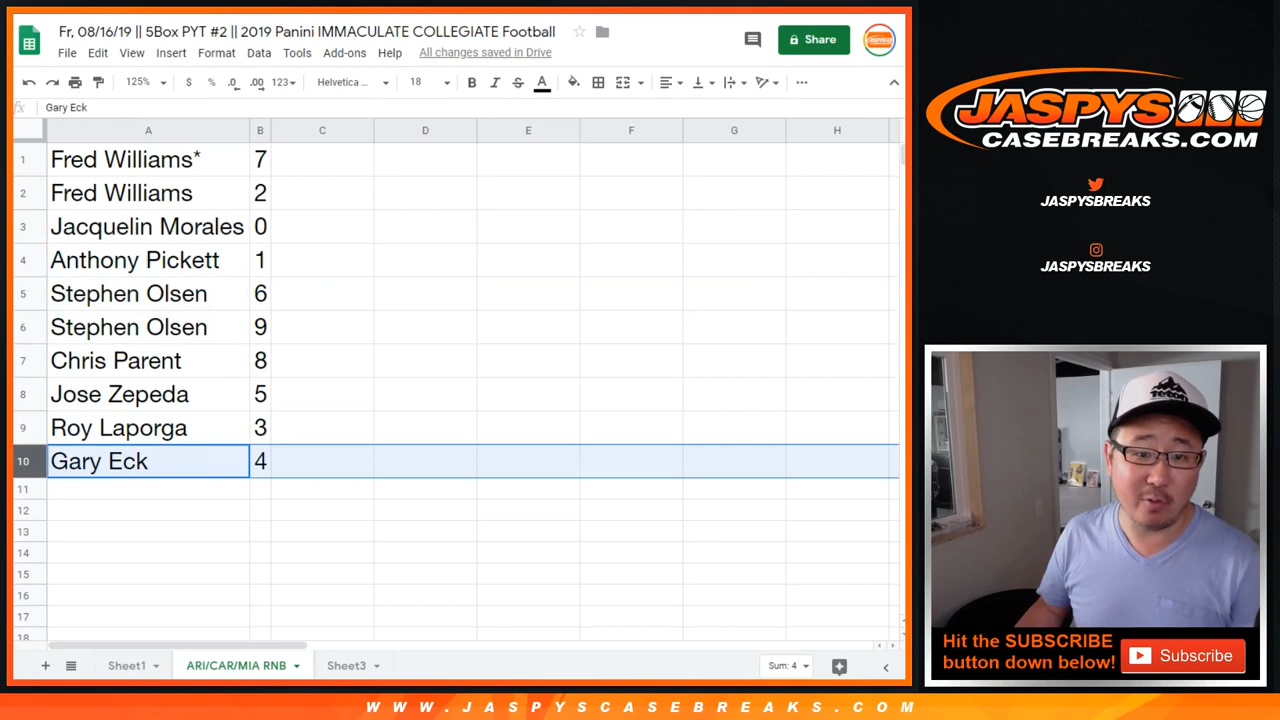 Fr, 08/16/19 || 5Box PYT #2 || 2019 Panini IMMACULATE COLLEGIATE Football
File Edit View Insert Format Data Tools Add-ons Help All changes saved in Drive
Share
125% $ % .0 .00 123 Helvetica ... 18 B I S A
fx Gary Eck
A B C D E F G H
1 Fred Williams* 7
2 Fred Williams 2
3 Jacquelin Morales 0
4 Anthony Pickett 1
5 Stephen Olsen 6
6 Stephen Olsen 9
7 Chris Parent 8
8 Jose Zepeda 5
9 Roy Laporga 3
10 Gary Eck 4
11
12
13
14
15
16
17
18
Sheet1 ARI/CAR/MIA RNB Sheet3 Sum: 4
JASPYS
CASEBREAKS.COM
JASPYSBREAKS
JASPYSBREAKS
teton
Hit the SUBSCRIBE
button down below!
Subscribe
WWW.JASPYSCASEBREAKS.COM